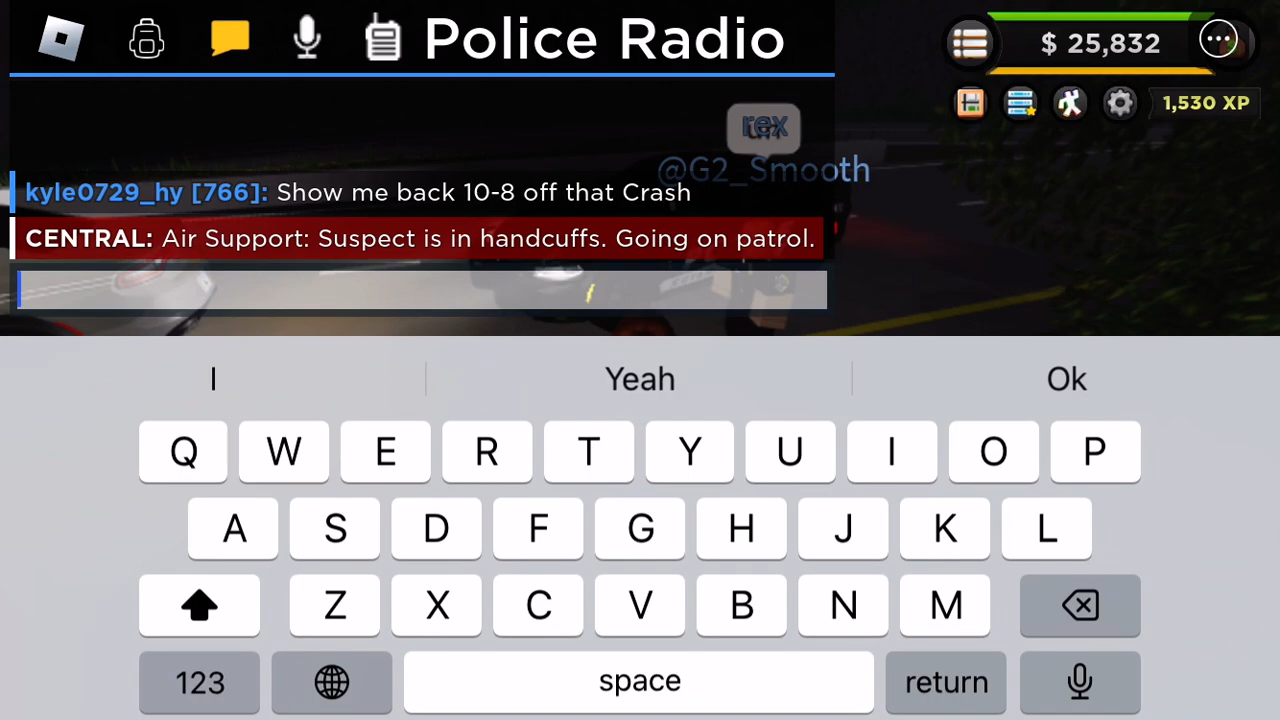 Police Radio
$ 25,832
1,530 XP
rex
@G2_Smooth
kyle0729_hy [766]: Show me back 10-8 off that Crash
CENTRAL: Air Support: Suspect is in handcuffs. Going on patrol.
I Yeah Ok
Q W E R T Y U I O P
A S D F G H J K L
Z X C V B N M
123 space return